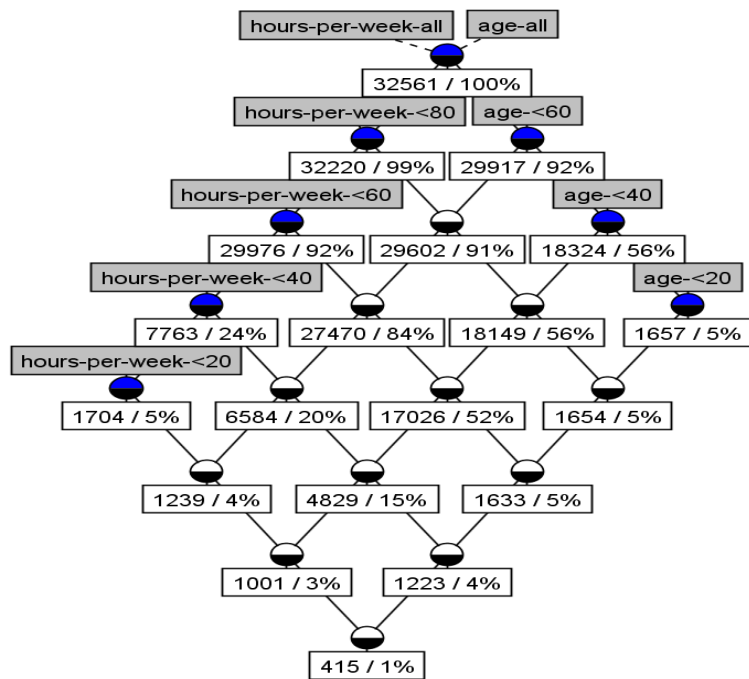 hours-per-week-all age-all
32561 / 100%
hours-per-week-<80 age-<60
32220 / 99% 29917 / 92%
hours-per-week-<60 age-<40
29976 / 92% 29602 / 91% 18324 / 56%
hours-per-week-<40 age-<20
7763 / 24% 27470 / 84% 18149 / 56% 1657 / 5%
hours-per-week-<20
1704 / 5% 6584 / 20% 17026 / 52% 1654 / 5%
1239 / 4% 4829 / 15% 1633 / 5%
1001 / 3% 1223 / 4%
415 / 1%